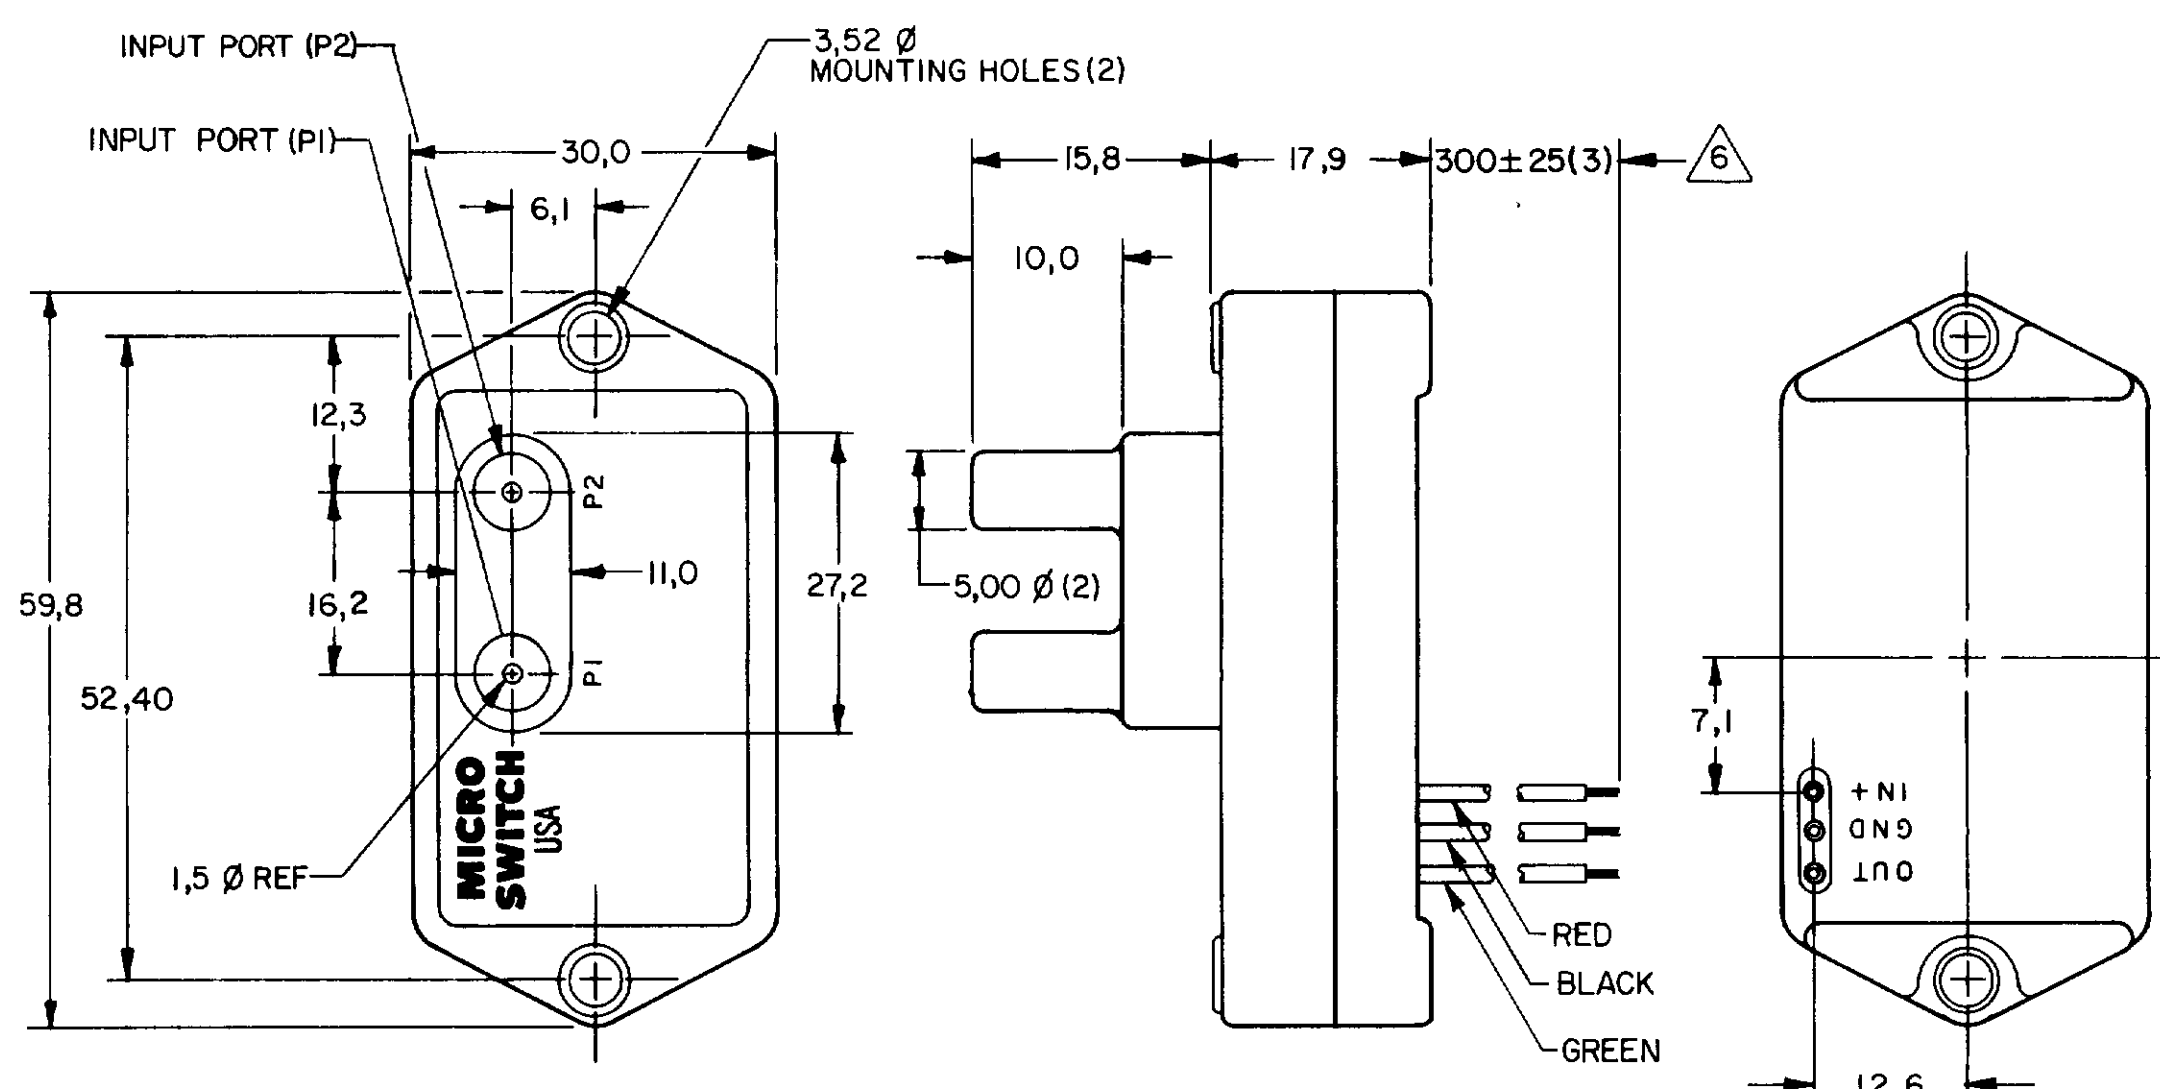 INPUT PORT (P2)
3,52 Ø
MOUNTING HOLES (2)
INPUT PORT (P1)
30,0
15,8
17,9
300±25(3)
6
6,1
10,0
12,3
P2
11,0
5,00 Ø (2)
27,2
16,2
59,8
P1
52,40
7,1
MICRO
SWITCH
USA
IN +
GND
OUT
1,5 Ø REF
RED
BLACK
GREEN
12,6